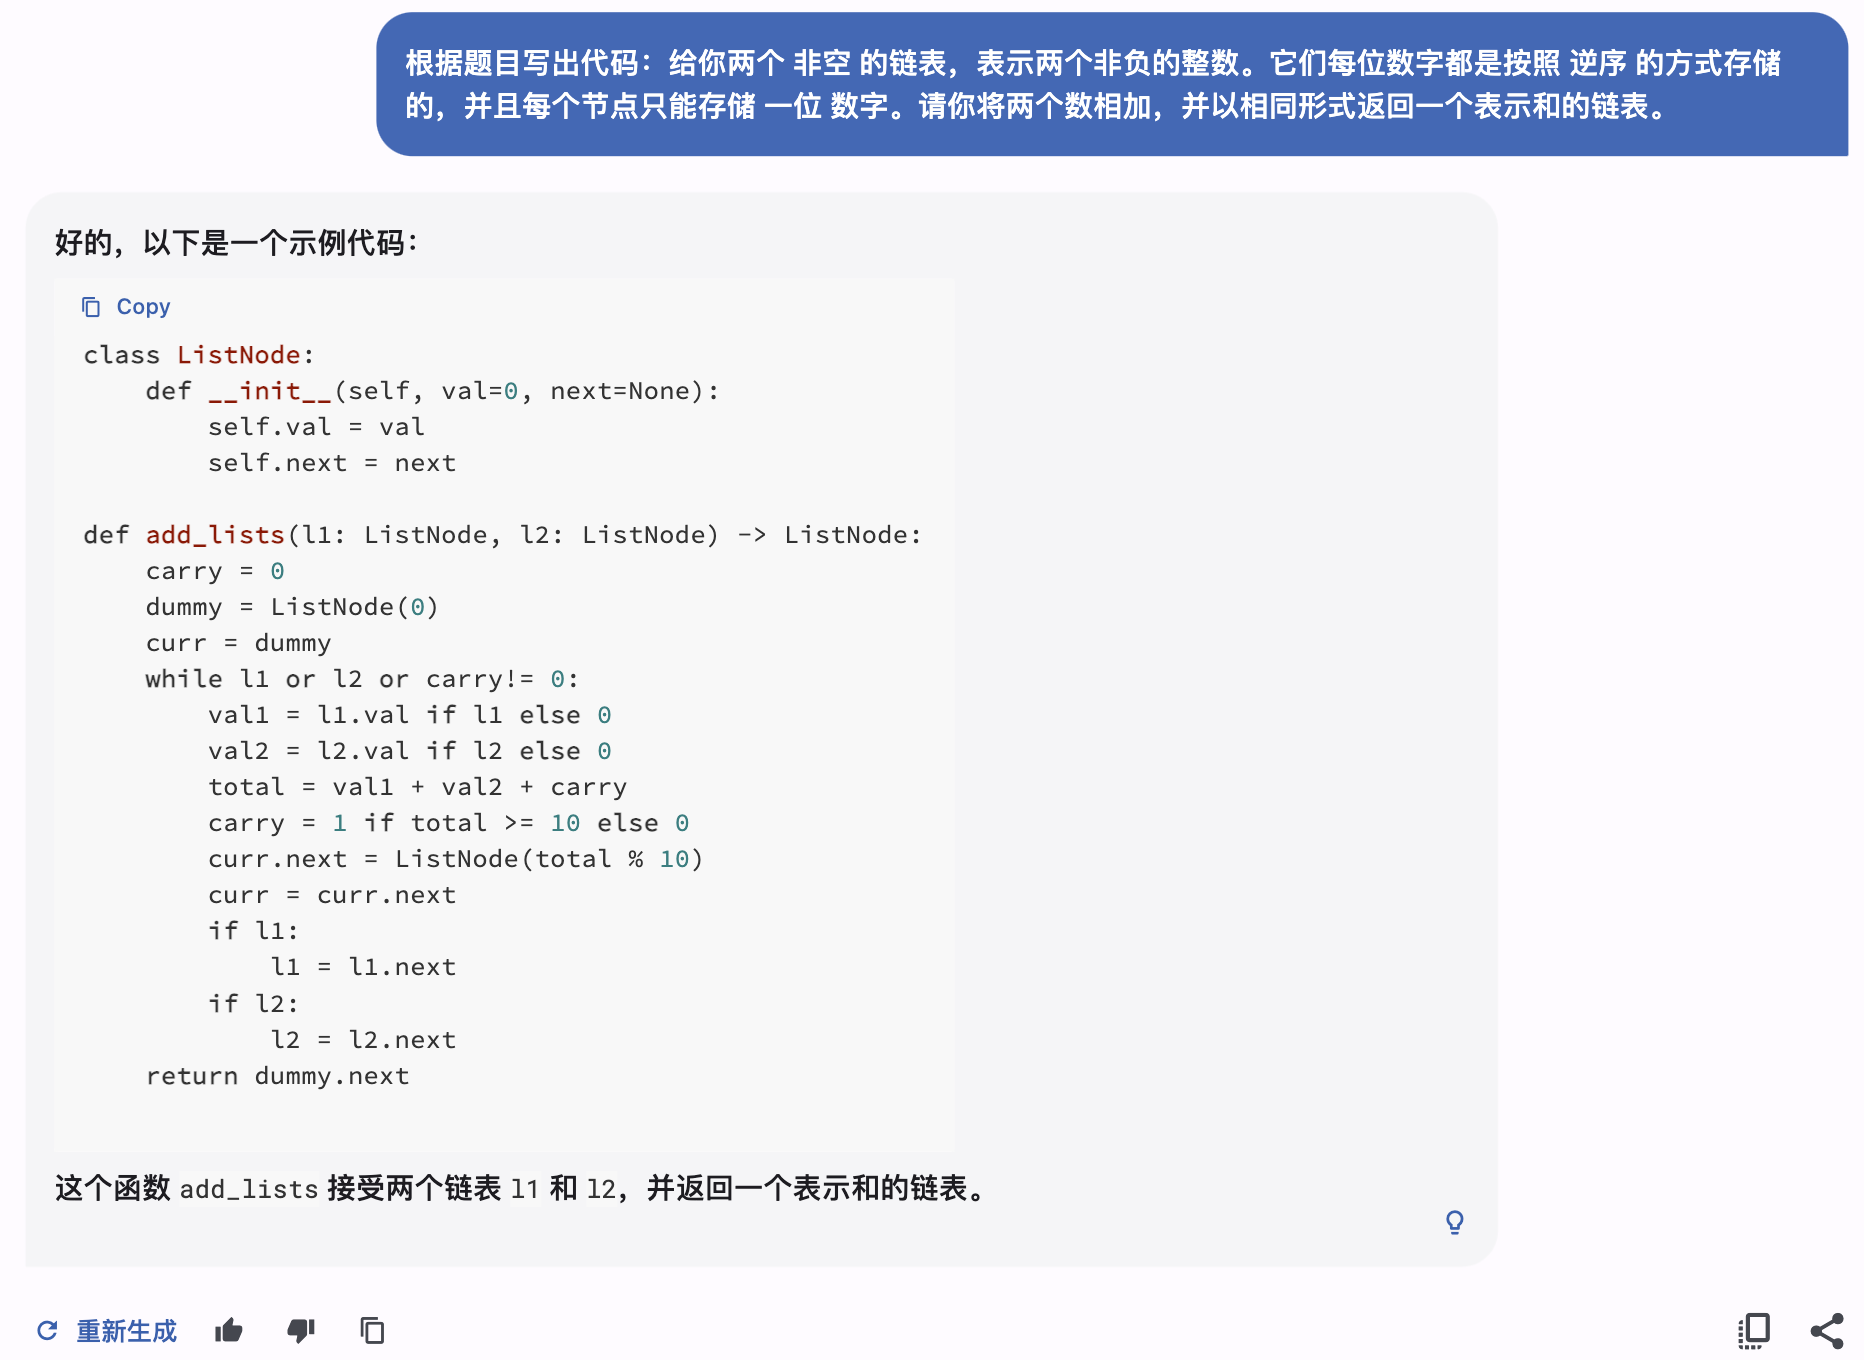 根据题目写出代码：给你两个 非空 的链表，表示两个非负的整数。它们每位数字都是按照 逆序 的方式存储
的，并且每个节点只能存储 一位 数字。请你将两个数相加，并以相同形式返回一个表示和的链表。
好的，以下是一个示例代码：
Copy
class ListNode:
    def __init__(self, val=0, next=None):
        self.val = val
        self.next = next

def add_lists(l1: ListNode, l2: ListNode) -> ListNode:
    carry = 0
    dummy = ListNode(0)
    curr = dummy
    while l1 or l2 or carry!= 0:
        val1 = l1.val if l1 else 0
        val2 = l2.val if l2 else 0
        total = val1 + val2 + carry
        carry = 1 if total >= 10 else 0
        curr.next = ListNode(total % 10)
        curr = curr.next
        if l1:
            l1 = l1.next
        if l2:
            l2 = l2.next
    return dummy.next
这个函数 add_lists 接受两个链表 l1 和 l2，并返回一个表示和的链表。
重新生成